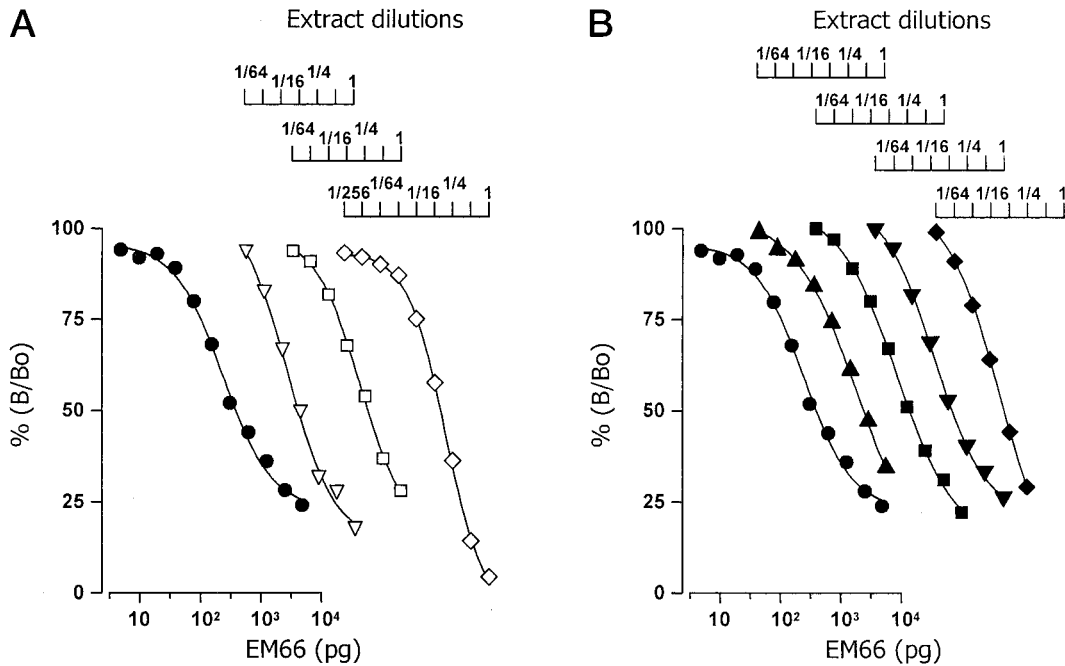 A
Extract dilutions
1/64 1/16 1/4 1
1/64 1/16 1/4 1
1/256 1/64 1/16 1/4 1
100
75
50
25
0
% (B/Bo)
10 10² 10³ 10⁴
EM66 (pg)
B
Extract dilutions
1/64 1/16 1/4 1
1/64 1/16 1/4 1
1/64 1/16 1/4 1
1/64 1/16 1/4 1
100
75
50
25
0
% (B/Bo)
10 10² 10³ 10⁴
EM66 (pg)